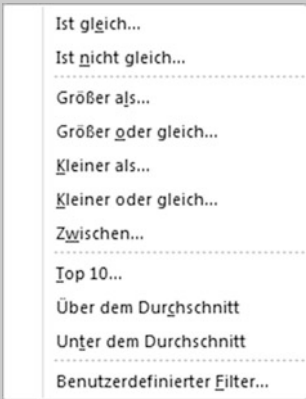 Ist gleich...
Ist nicht gleich...
Größer als...
Größer oder gleich...
Kleiner als...
Kleiner oder gleich...
Zwischen...
Top 10...
Über dem Durchschnitt
Unter dem Durchschnitt
Benutzerdefinierter Filter...